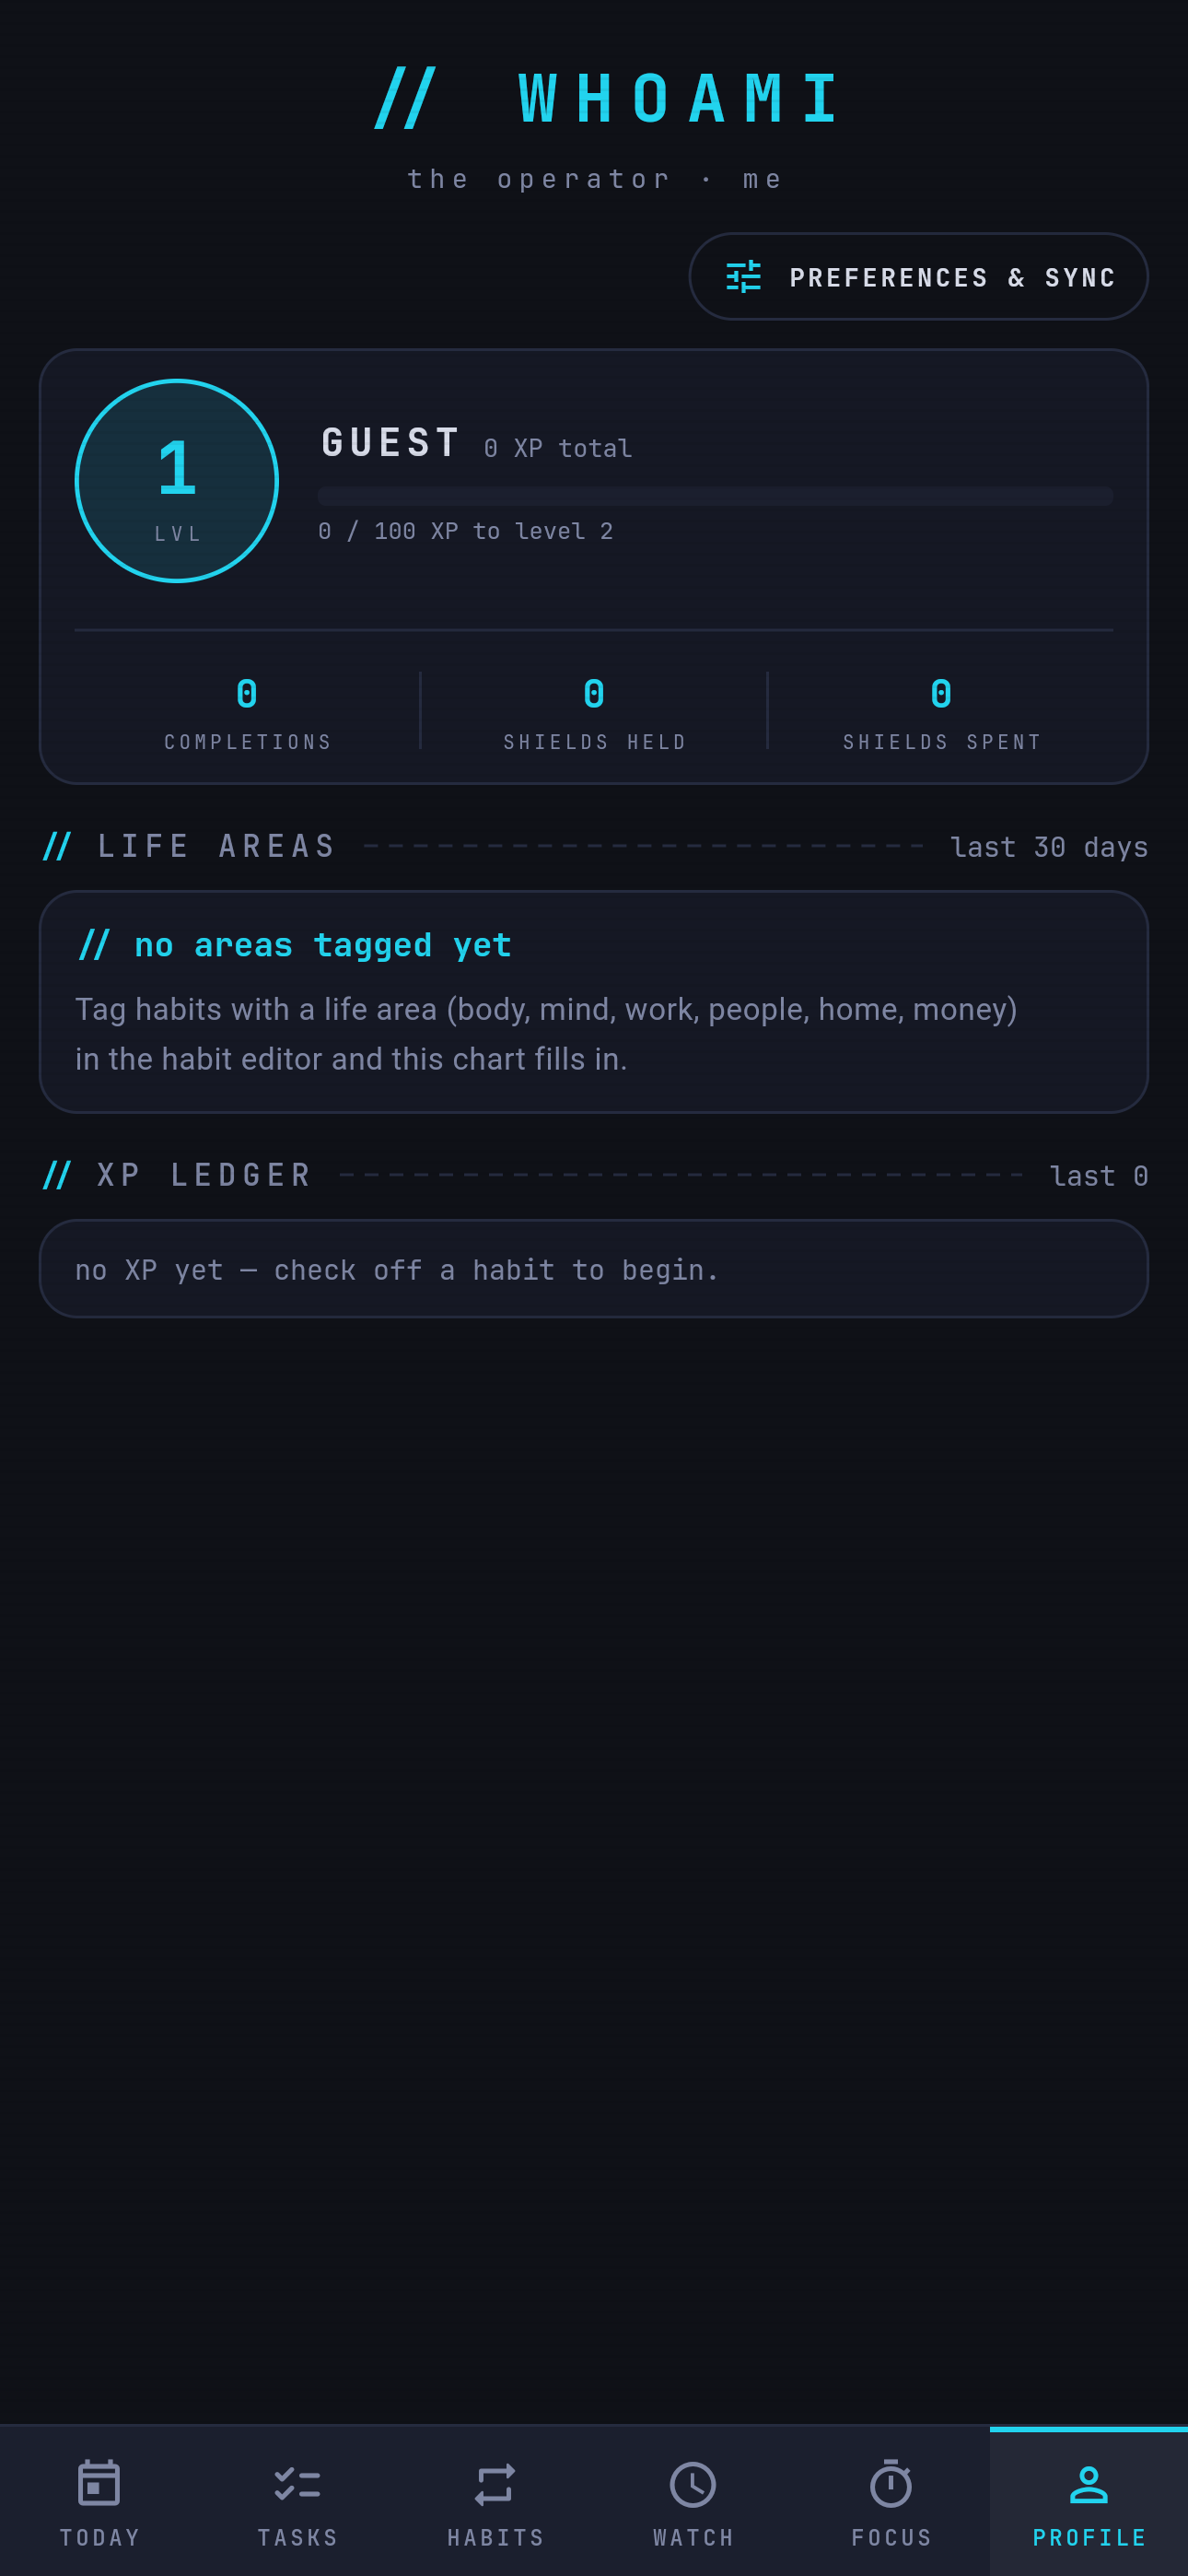 // WHOAMI
the operator · me
PREFERENCES & SYNC
1
LVL
GUEST 0 XP total
0 / 100 XP to level 2
0 0 0
COMPLETIONS SHIELDS HELD SHIELDS SPENT
// LIFE AREAS last 30 days
// no areas tagged yet
Tag habits with a life area (body, mind, work, people, home, money)
in the habit editor and this chart fills in.
// XP LEDGER last 0
no XP yet — check off a habit to begin.
TODAY TASKS HABITS WATCH FOCUS PROFILE